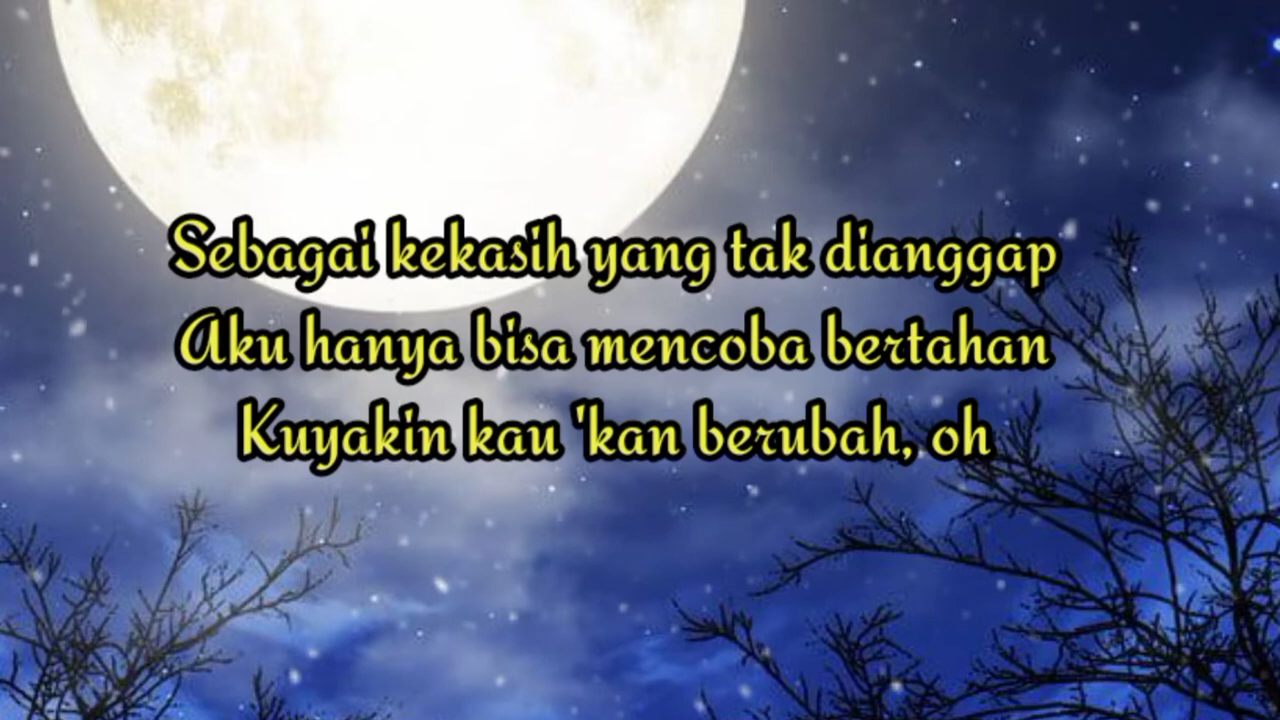 Sebagai kekasih yang tak dianggap
Aku hanya bisa mencoba bertahan
Kuyakin kau 'kan berubah, oh